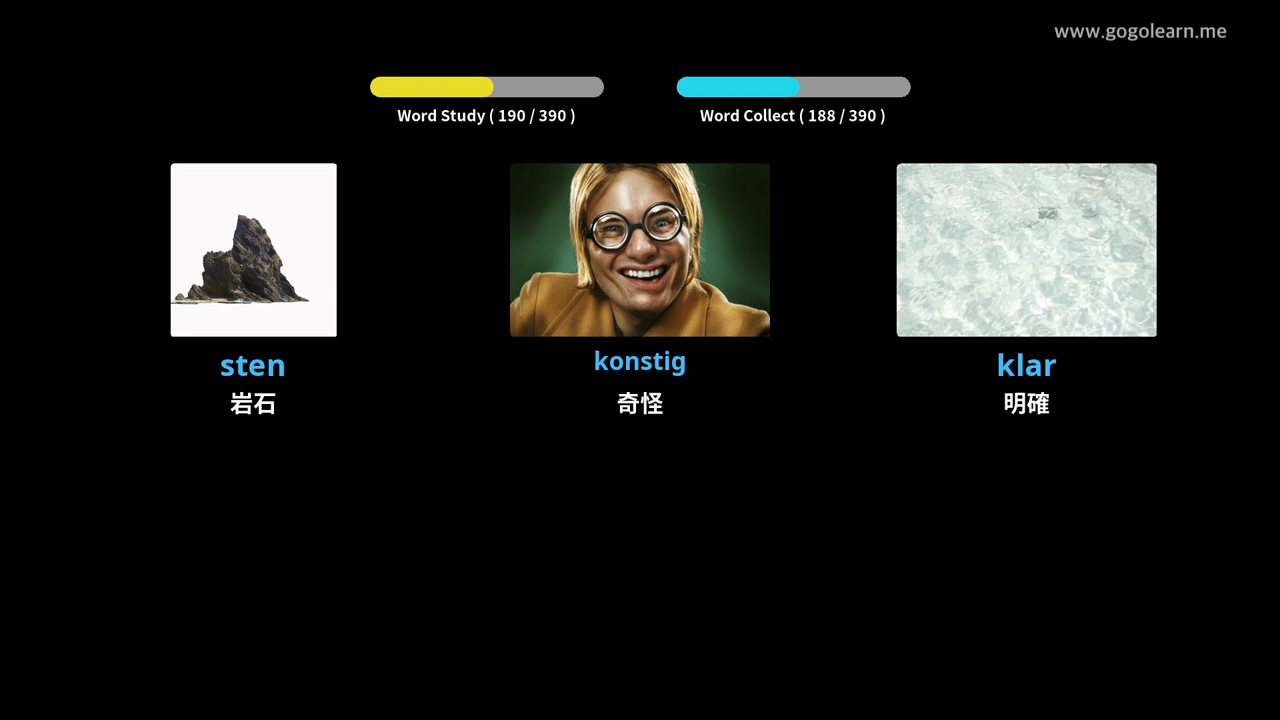 www.gogolearn.me
Word Study ( 190 / 390 )
Word Collect ( 188 / 390 )
sten
konstig
klar
岩石
奇怪
明確